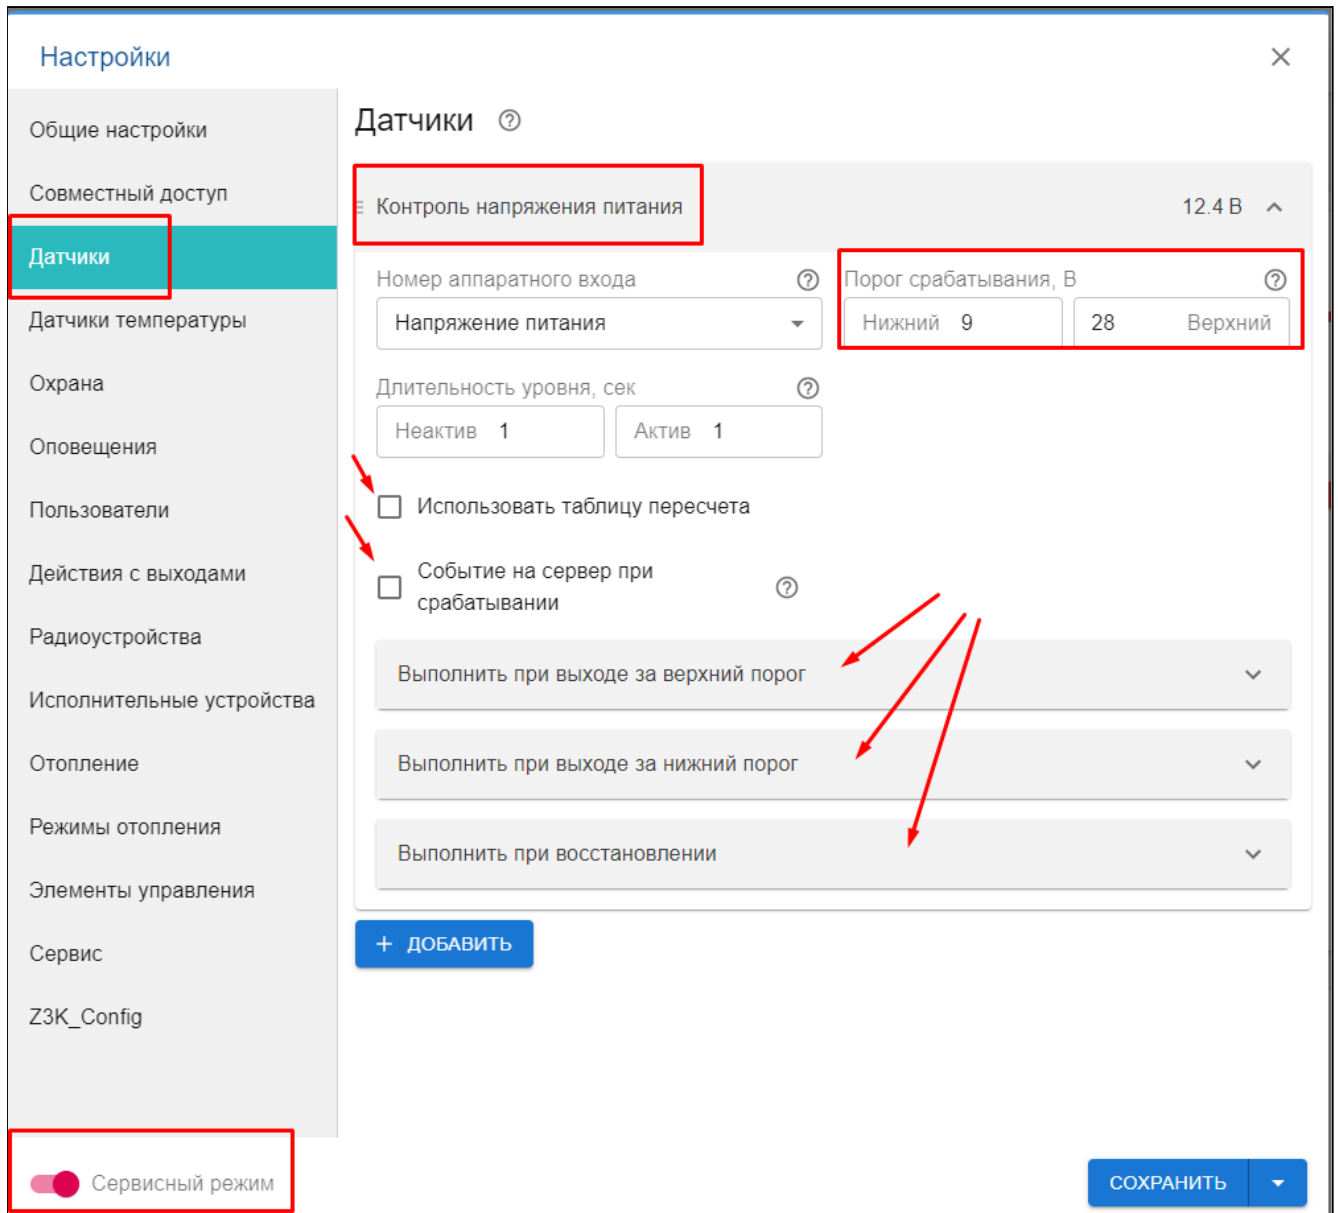 Настройки
Общие настройки
Совместный доступ
Датчики
Датчики температуры
Охрана
Оповещения
Пользователи
Действия с выходами
Радиоустройства
Исполнительные устройства
Отопление
Режимы отопления
Элементы управления
Сервис
Z3K_Config
Сервисный режим
Датчики
Контроль напряжения питания 12.4 В
Номер аппаратного входа
Напряжение питания
Порог срабатывания, В
Нижний 9 28 Верхний
Длительность уровня, сек
Неактив 1 Актив 1
Использовать таблицу пересчета
Событие на сервер при
срабатывании
Выполнить при выходе за верхний порог
Выполнить при выходе за нижний порог
Выполнить при восстановлении
+ ДОБАВИТЬ
СОХРАНИТЬ